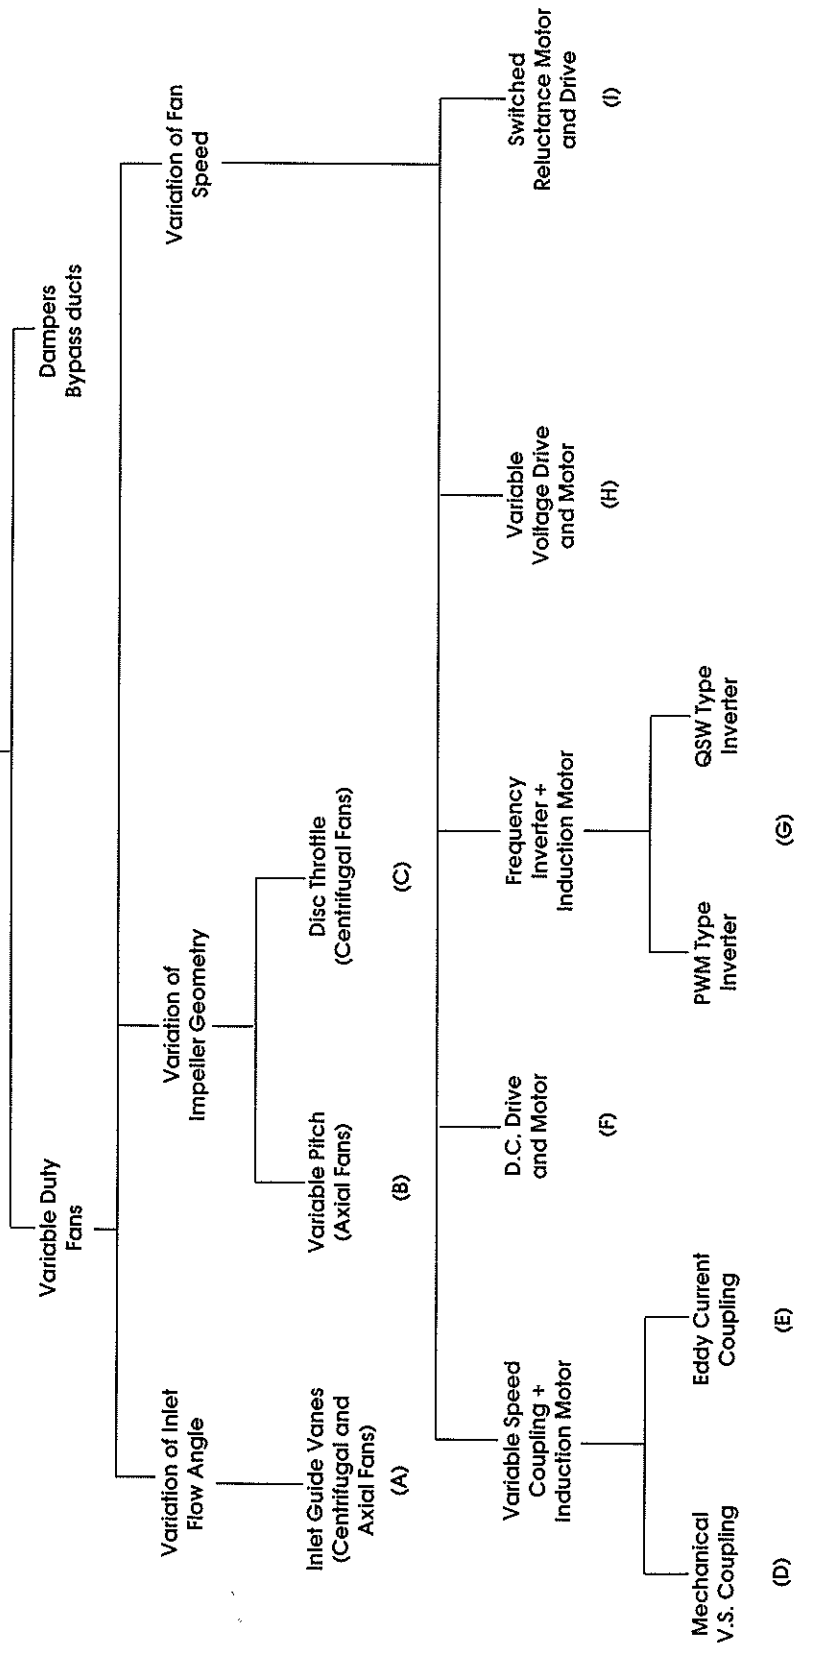 Variable Duty
Fans
Dampers
Bypass ducts
Variation of Inlet
Flow Angle
Variation of
Impeller Geometry
Variation of Fan
Speed
Inlet Guide Vanes
(Centrifugal and
Axial Fans)
(A)
Variable Pitch
(Axial Fans)
(B)
Disc Throttle
(Centrifugal Fans)
(C)
Variable Speed
Coupling +
Induction Motor
D.C. Drive
and Motor
(F)
Frequency
Inverter +
Induction Motor
Variable
Voltage Drive
and Motor
(H)
Switched
Reluctance Motor
and Drive
(I)
Mechanical
V.S. Coupling
(D)
Eddy Current
Coupling
(E)
PWM Type
Inverter
QSW Type
Inverter
(G)